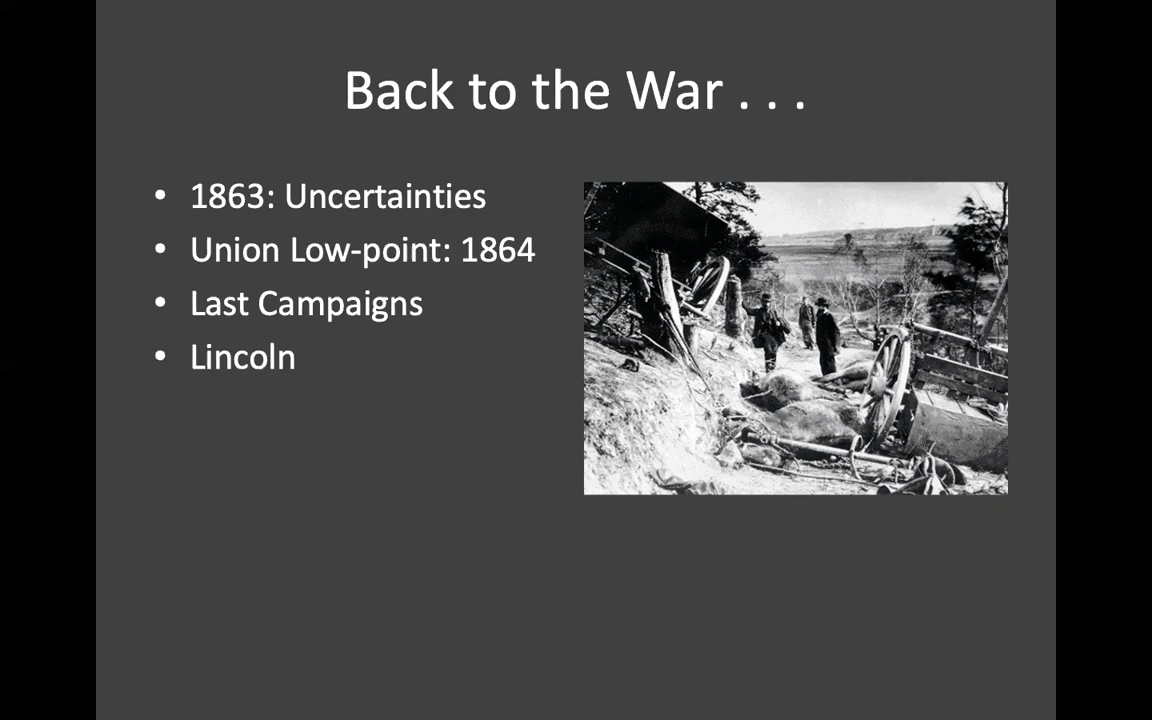 Back to the War . . .
• 1863: Uncertainties
• Union Low-point: 1864
• Last Campaigns
• Lincoln